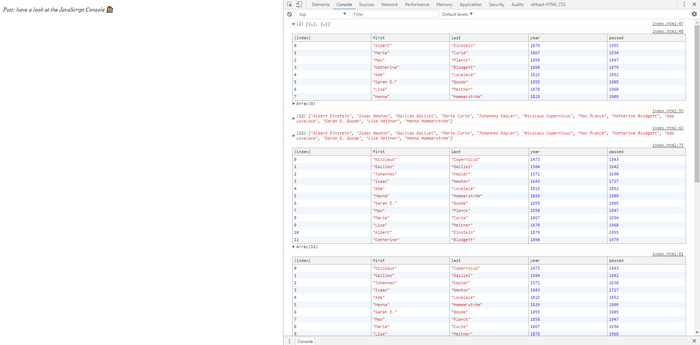 Psst: have a look at the JavaScript Console 💁
Elements Console Sources Network Performance Memory Application Security Audits eXtract HTML CSS
top Filter Default levels
(2) [{…}, {…}] index.html:47
index.html:48
(index) first last year passed
0 "Albert" "Einstein" 1879 1955
1 "Marie" "Curie" 1867 1934
2 "Max" "Planck" 1858 1947
3 "Katherine" "Blodgett" 1898 1979
4 "Ada" "Lovelace" 1815 1852
5 "Sarah E." "Goode" 1855 1905
6 "Lise" "Meitner" 1878 1968
7 "Hanna" "Hammarström" 1829 1909
Array(8)
index.html:55
(12) ["Albert Einstein", "Isaac Newton", "Galileo Galilei", "Marie Curie", "Johannes Kepler", "Nicolaus Copernicus", "Max Planck", "Katherine Blodgett", "Ada
Lovelace", "Sarah E. Goode", "Lise Meitner", "Hanna Hammarström"]
index.html:61
(12) ["Albert Einstein", "Isaac Newton", "Galileo Galilei", "Marie Curie", "Johannes Kepler", "Nicolaus Copernicus", "Max Planck", "Katherine Blodgett", "Ada
Lovelace", "Sarah E. Goode", "Lise Meitner", "Hanna Hammarström"]
index.html:75
(index) first last year passed
0 "Nicolaus" "Copernicus" 1473 1543
1 "Galileo" "Galilei" 1564 1642
2 "Johannes" "Kepler" 1571 1630
3 "Isaac" "Newton" 1643 1727
4 "Ada" "Lovelace" 1815 1852
5 "Hanna" "Hammarström" 1829 1909
6 "Sarah E." "Goode" 1855 1905
7 "Max" "Planck" 1858 1947
8 "Marie" "Curie" 1867 1934
9 "Lise" "Meitner" 1878 1968
10 "Albert" "Einstein" 1879 1955
11 "Katherine" "Blodgett" 1898 1979
Array(12)
index.html:81
(index) first last year passed
0 "Nicolaus" "Copernicus" 1473 1543
1 "Galileo" "Galilei" 1564 1642
2 "Johannes" "Kepler" 1571 1630
3 "Isaac" "Newton" 1643 1727
4 "Ada" "Lovelace" 1815 1852
5 "Hanna" "Hammarström" 1829 1909
6 "Sarah E." "Goode" 1855 1905
7 "Max" "Planck" 1858 1947
8 "Marie" "Curie" 1867 1934
9 "Lise" "Meitner" 1878 1968
Console